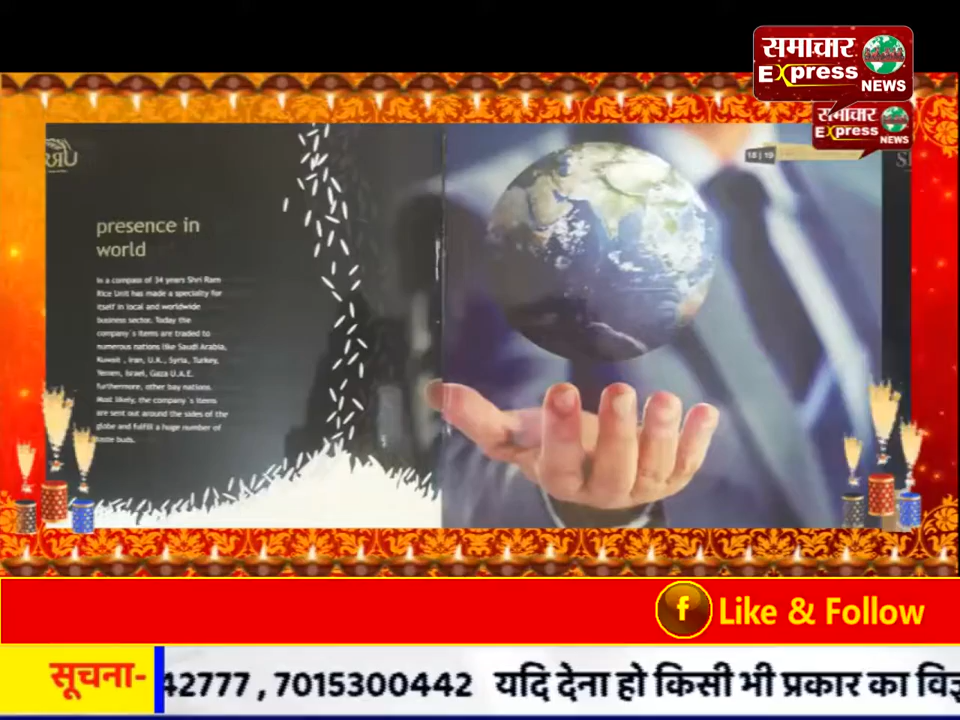 समाचार
Express
NEWS
समाचार
Express
NEWS
18 | 19
presence in
world
In a compass of 34 years Shri Ram
Rice Unit has made a specialty for
itself in local and worldwide
business sector. Today the
company`s items are traded to
numerous nations like Saudi Arabia,
Kuwait , Iran, U.K., Syria, Turkey,
Yemen, Israel, Gaza U.A.E.
furthermore, other bay nations.
Most likely, the company`s items
are sent out around the sides of the
globe and fulfill a huge number of
taste buds.
f Like & Follow
सूचना- 42777 , 7015300442 यदि देना हो किसी भी प्रकार का